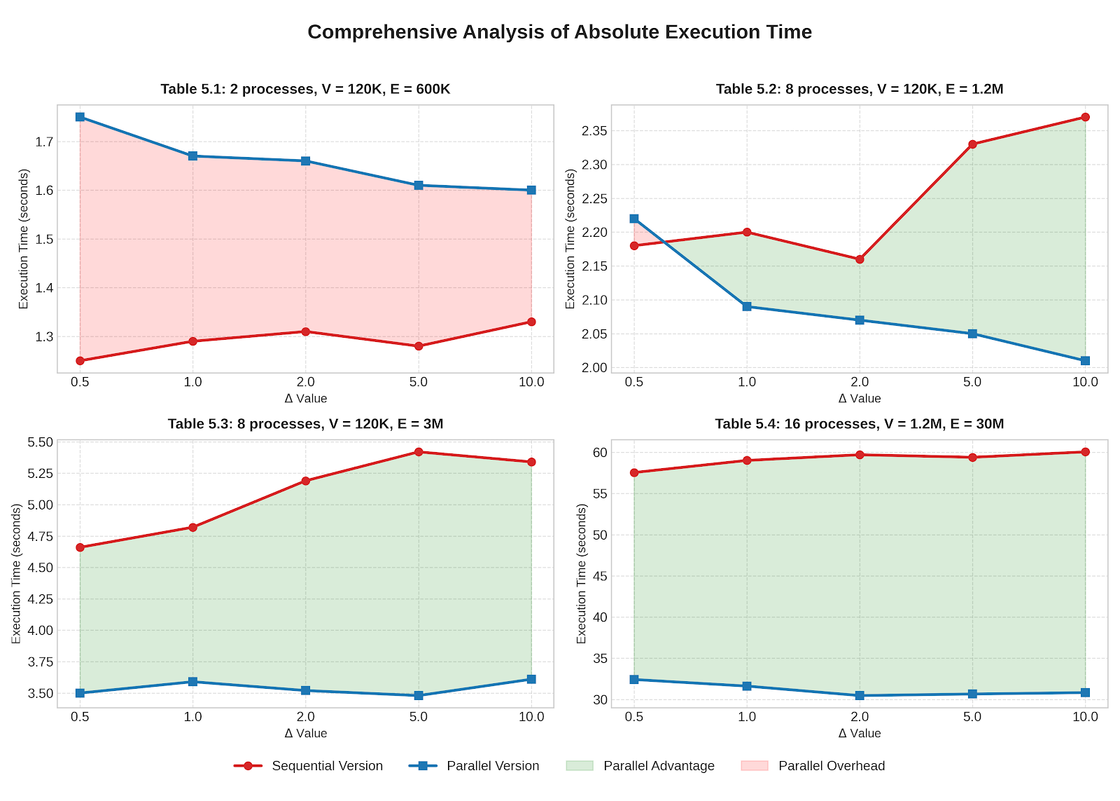 Comprehensive Analysis of Absolute Execution Time
Table 5.1: 2 processes, V = 120K, E = 600K
Execution Time (seconds)
1.7
1.6
1.5
1.4
1.3
0.5 1.0 2.0 5.0 10.0
Δ Value
Table 5.2: 8 processes, V = 120K, E = 1.2M
Execution Time (seconds)
2.35
2.30
2.25
2.20
2.15
2.10
2.05
2.00
0.5 1.0 2.0 5.0 10.0
Δ Value
Table 5.3: 8 processes, V = 120K, E = 3M
Execution Time (seconds)
5.50
5.25
5.00
4.75
4.50
4.25
4.00
3.75
3.50
0.5 1.0 2.0 5.0 10.0
Δ Value
Table 5.4: 16 processes, V = 1.2M, E = 30M
Execution Time (seconds)
60
55
50
45
40
35
30
0.5 1.0 2.0 5.0 10.0
Δ Value
Sequential Version Parallel Version Parallel Advantage Parallel Overhead